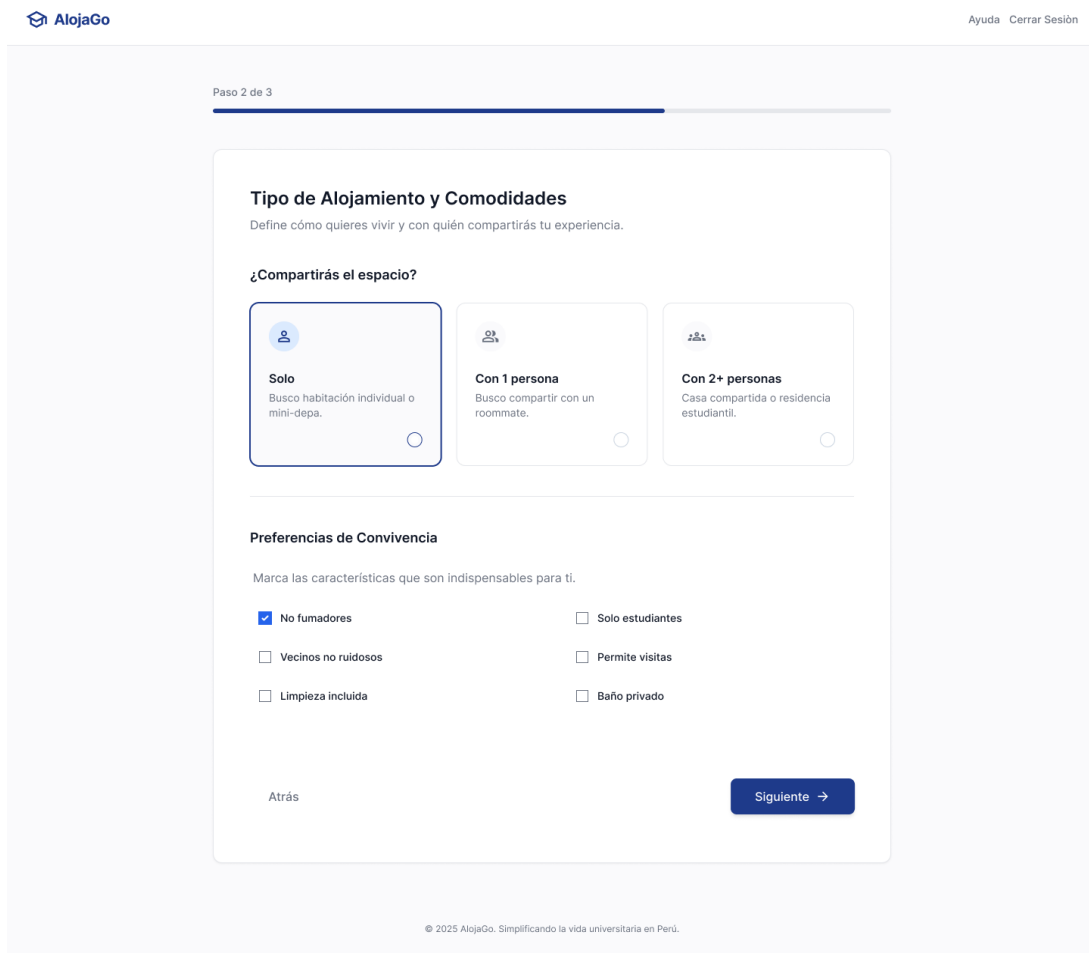 AlojaGo
Ayuda Cerrar Sesiòn
Paso 2 de 3
Tipo de Alojamiento y Comodidades
Define cómo quieres vivir y con quién compartirás tu experiencia.
¿Compartirás el espacio?
Solo
Busco habitación individual o
mini-depa.
Con 1 persona
Busco compartir con un
roommate.
Con 2+ personas
Casa compartida o residencia
estudiantil.
Preferencias de Convivencia
Marca las características que son indispensables para ti.
No fumadores
Solo estudiantes
Vecinos no ruidosos
Permite visitas
Limpieza incluida
Baño privado
Atrás
Siguiente →
© 2025 AlojaGo. Simplificando la vida universitaria en Perú.